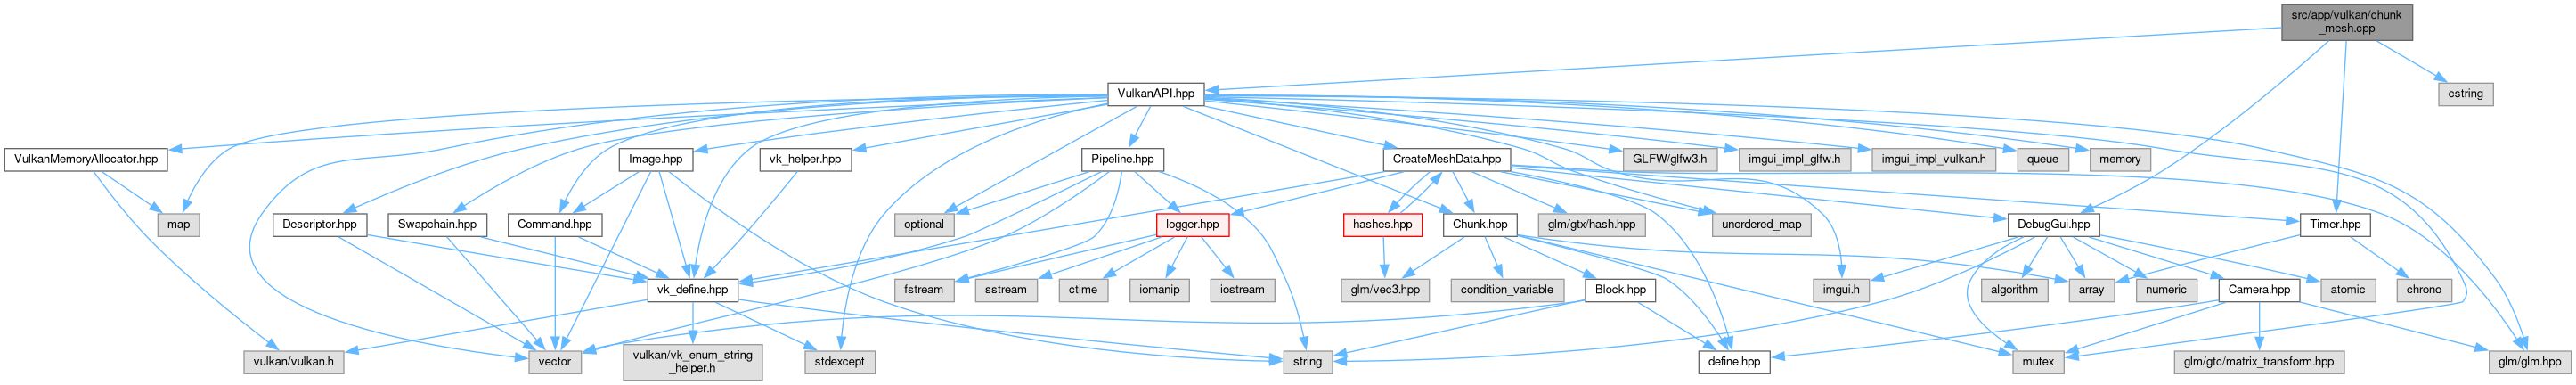 src/app/vulkan/chunk
_mesh.cpp
VulkanAPI.hpp
cstring
VulkanMemoryAllocator.hpp
Image.hpp
vk_helper.hpp
Pipeline.hpp
CreateMeshData.hpp
GLFW/glfw3.h
imgui_impl_glfw.h
imgui_impl_vulkan.h
queue
memory
map
Descriptor.hpp
Swapchain.hpp
Command.hpp
optional
logger.hpp
hashes.hpp
Chunk.hpp
glm/gtx/hash.hpp
unordered_map
DebugGui.hpp
Timer.hpp
vk_define.hpp
fstream
sstream
ctime
iomanip
iostream
glm/vec3.hpp
condition_variable
Block.hpp
imgui.h
algorithm
array
numeric
Camera.hpp
atomic
chrono
vulkan/vulkan.h
vector
vulkan/vk_enum_string
_helper.h
stdexcept
string
define.hpp
mutex
glm/gtc/matrix_transform.hpp
glm/glm.hpp